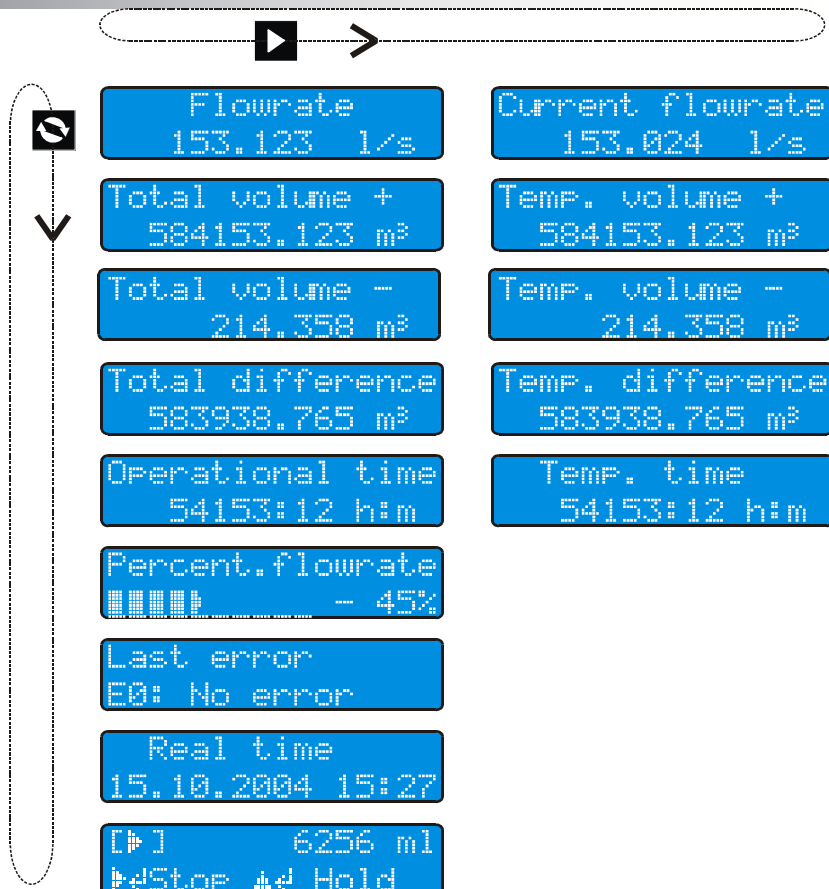 Flowrate
153.123 l/s
Current flowrate
153.024 l/s
Total volume +
584153.123 m³
Temp. volume +
584153.123 m³
Total volume -
214.358 m³
Temp. volume -
214.358 m³
Total difference
583938.765 m³
Temp. difference
583938.765 m³
Operational time
54153:12 h:m
Temp. time
54153:12 h:m
Percent.flowrate
- 45%
Last error
E0: No error
Real time
15.10.2004 15:27
[ ] 6256 ml
Stop Hold